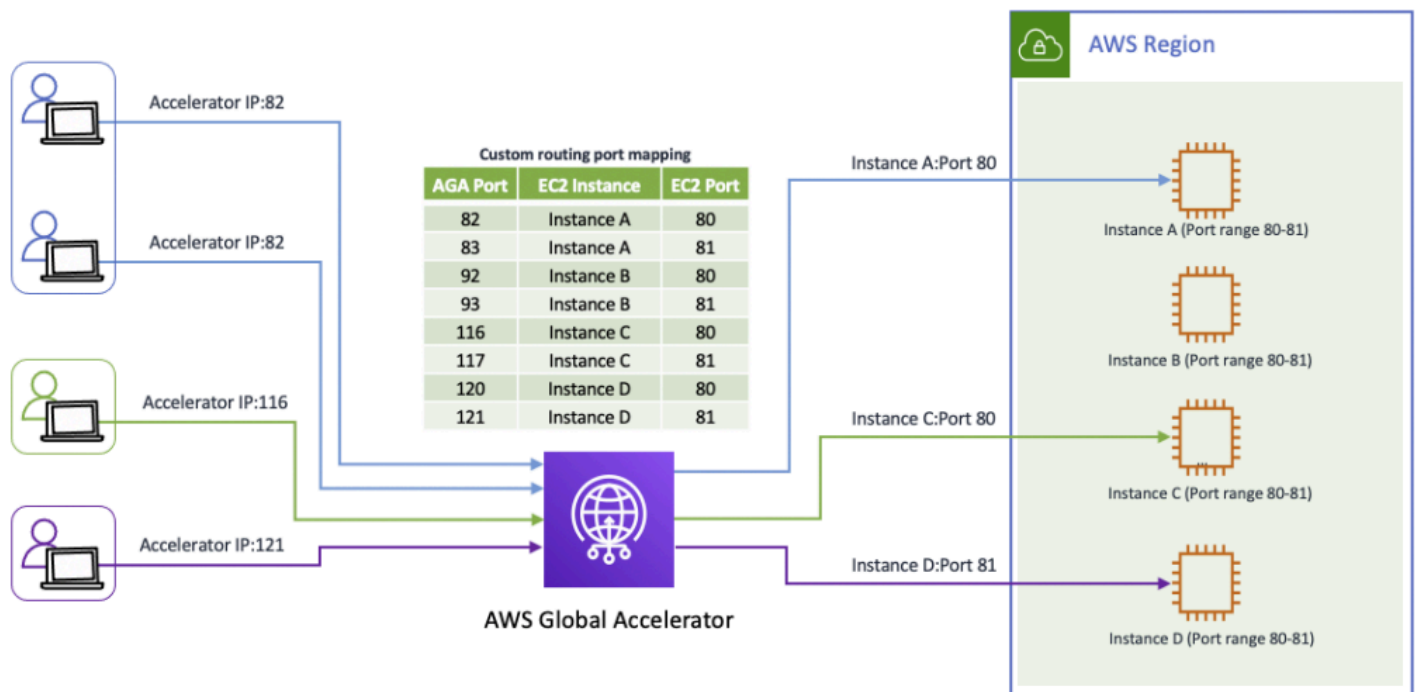 AWS Region
Accelerator IP:82
Accelerator IP:82
Accelerator IP:116
Accelerator IP:121
Custom routing port mapping
AGA Port EC2 Instance EC2 Port
82 Instance A 80
83 Instance A 81
92 Instance B 80
93 Instance B 81
116 Instance C 80
117 Instance C 81
120 Instance D 80
121 Instance D 81
AWS Global Accelerator
Instance A:Port 80
Instance C:Port 80
Instance D:Port 81
Instance A (Port range 80-81)
Instance B (Port range 80-81)
...
Instance C (Port range 80-81)
Instance D (Port range 80-81)